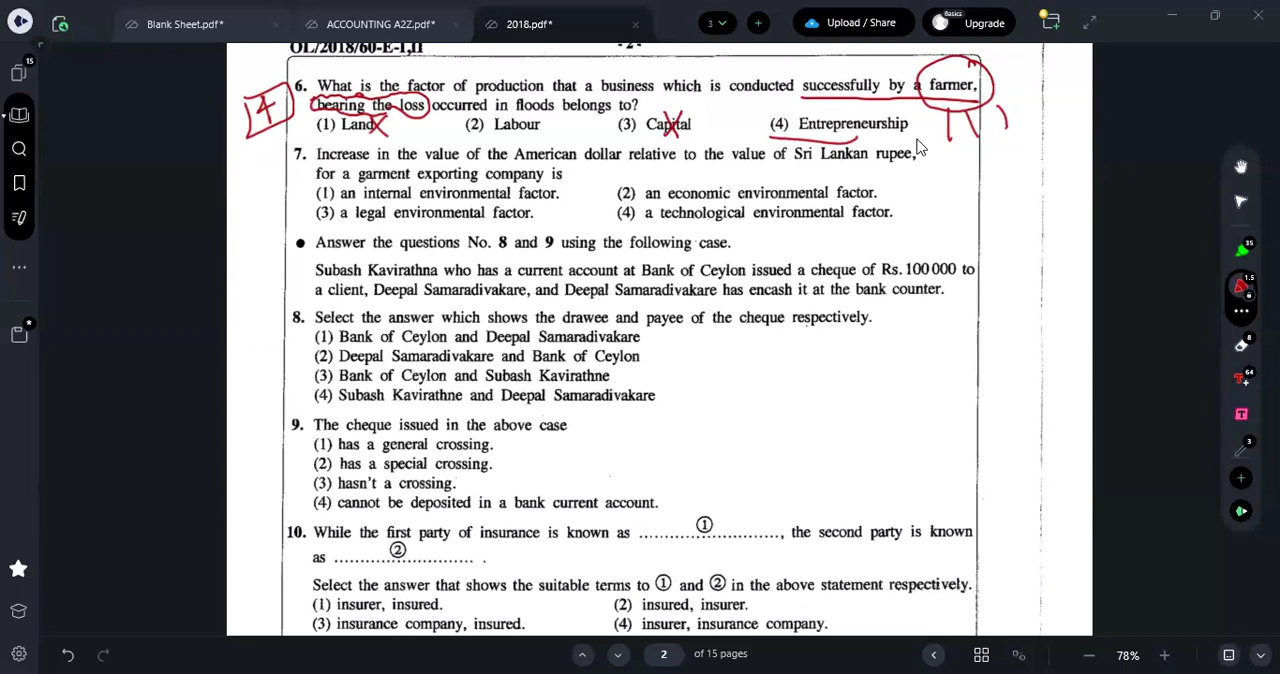 Blank Sheet.pdf*
ACCOUNTING A2Z.pdf*
2018.pdf*
3
Upload / Share
Basics
Upgrade
OL/2018/60-E-I,II
- 2 -
4
6. What is the factor of production that a business which is conducted successfully by a farmer,
bearing the loss occurred in floods belongs to?
(1) Land (2) Labour (3) Capital (4) Entrepreneurship
7. Increase in the value of the American dollar relative to the value of Sri Lankan rupee,
for a garment exporting company is
(1) an internal environmental factor. (2) an economic environmental factor.
(3) a legal environmental factor. (4) a technological environmental factor.
● Answer the questions No. 8 and 9 using the following case.
Subash Kavirathna who has a current account at Bank of Ceylon issued a cheque of Rs. 100 000 to
a client, Deepal Samaradivakare, and Deepal Samaradivakare has encash it at the bank counter.
8. Select the answer which shows the drawee and payee of the cheque respectively.
(1) Bank of Ceylon and Deepal Samaradivakare
(2) Deepal Samaradivakare and Bank of Ceylon
(3) Bank of Ceylon and Subash Kavirathne
(4) Subash Kavirathne and Deepal Samaradivakare
9. The cheque issued in the above case
(1) has a general crossing.
(2) has a special crossing.
(3) hasn't a crossing.
(4) cannot be deposited in a bank current account.
10. While the first party of insurance is known as ..........①.........., the second party is known
as ..........②.......... .
Select the answer that shows the suitable terms to ① and ② in the above statement respectively.
(1) insurer, insured. (2) insured, insurer.
(3) insurance company, insured. (4) insurer, insurance company.
15
35
1.5
8
64
3
2
of 15 pages
78%